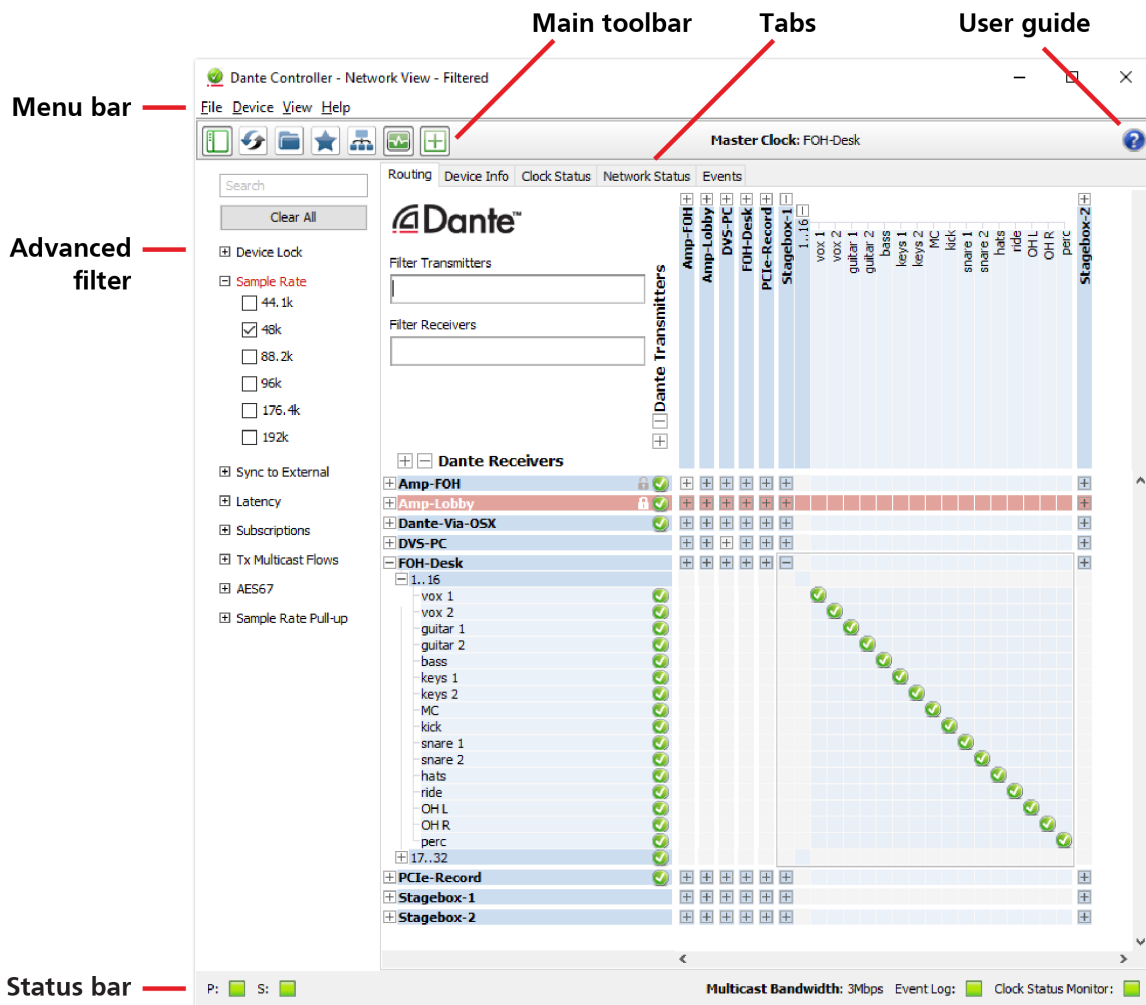 Main toolbar Tabs User guide
Dante Controller - Network View - Filtered
Menu bar
File Device View Help
Master Clock: FOH-Desk
Search
Clear All
Advanced
filter
Device Lock
Sample Rate
44.1k
48k
88.2k
96k
176.4k
192k
Sync to External
Latency
Subscriptions
Tx Multicast Flows
AES67
Sample Rate Pull-up
Routing Device Info Clock Status Network Status Events
Dante™
Filter Transmitters
Filter Receivers
Dante Transmitters
Amp-FOH
Amp-Lobby
DVS-PC
FOH-Desk
PCIe-Record
Stagebox-1
1..16
vox 1
vox 2
guitar 1
guitar 2
bass
keys 1
keys 2
MC
kick
snare 1
snare 2
hats
ride
OH L
OH R
perc
Stagebox-2
Dante Receivers
Amp-FOH
Amp-Lobby
Dante-Via-OSX
DVS-PC
FOH-Desk
1..16
vox 1
vox 2
guitar 1
guitar 2
bass
keys 1
keys 2
MC
kick
snare 1
snare 2
hats
ride
OH L
OH R
perc
17..32
PCIe-Record
Stagebox-1
Stagebox-2
Status bar
P: S: Multicast Bandwidth: 3Mbps Event Log: Clock Status Monitor: